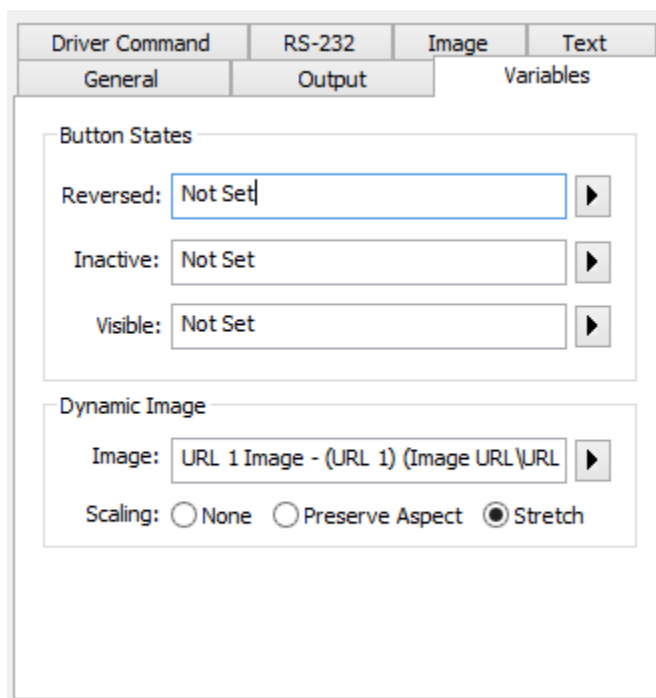 Driver Command RS-232 Image Text
General Output Variables
Button States
Reversed: Not Set
Inactive: Not Set
Visible: Not Set
Dynamic Image
Image: URL 1 Image - (URL 1) (Image URL\URL
Scaling: None Preserve Aspect Stretch